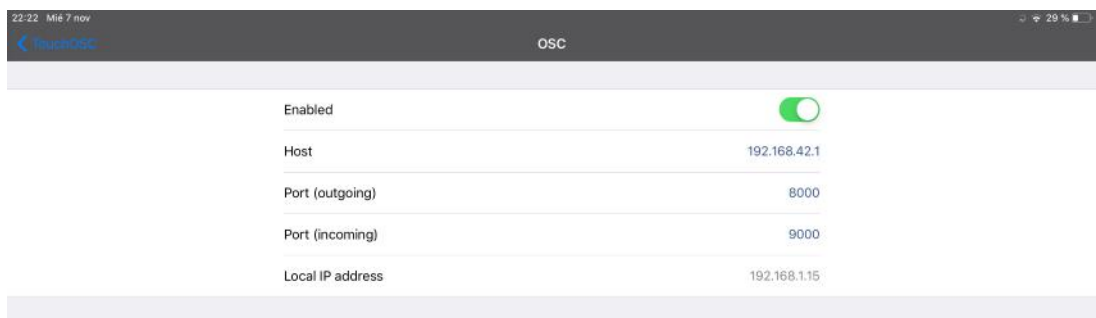 22:22 Mié 7 nov
29 %
TouchOSC
OSC
Enabled
Host 192.168.42.1
Port (outgoing) 8000
Port (incoming) 9000
Local IP address 192.168.1.15